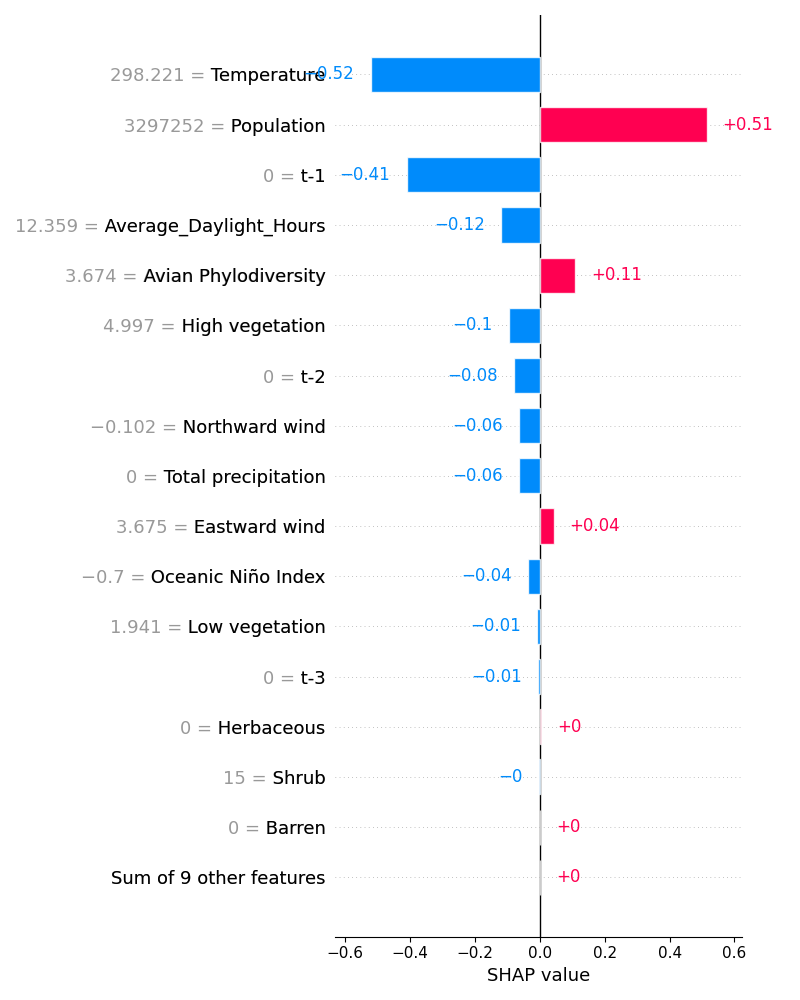 298.221 = Temperature −0.52
3297252 = Population +0.51
0 = t-1 −0.41
12.359 = Average_Daylight_Hours −0.12
3.674 = Avian Phylodiversity +0.11
4.997 = High vegetation −0.1
0 = t-2 −0.08
−0.102 = Northward wind −0.06
0 = Total precipitation −0.06
3.675 = Eastward wind +0.04
−0.7 = Oceanic Niño Index −0.04
1.941 = Low vegetation −0.01
0 = t-3 −0.01
0 = Herbaceous +0
15 = Shrub −0
0 = Barren +0
Sum of 9 other features +0
−0.6 −0.4 −0.2 0.0 0.2 0.4 0.6
SHAP value